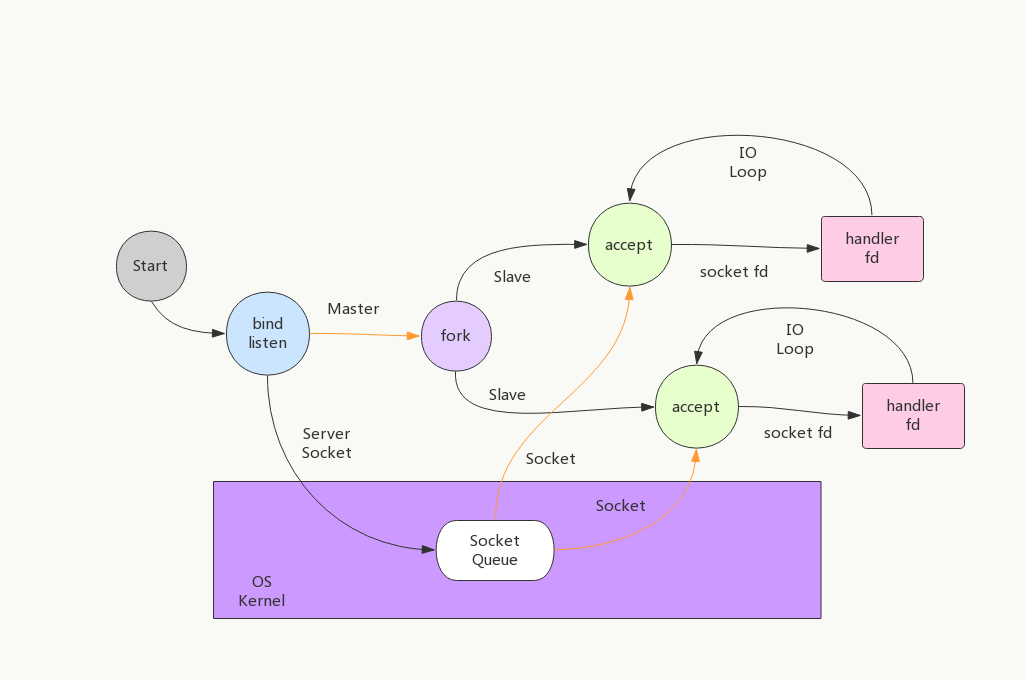 IO
Loop
accept
handler
fd
Start
socket fd
Slave
Master
bind
listen
fork
IO
Loop
Slave
accept
handler
fd
socket fd
Server
Socket
Socket
Socket
Socket
Queue
OS
Kernel